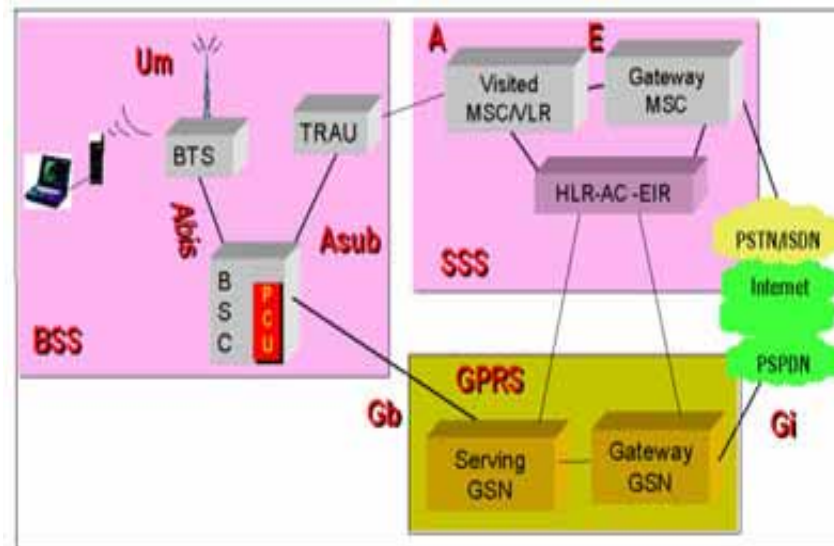 Um
BTS
TRAU
Abis
Asub
B
S
C
P
C
U
BSS
A
E
Visited
MSC/VLR
Gateway
MSC
HLR-AC -EIR
SSS
PSTN/ISDN
Internet
PSPDN
GPRS
Gb
Gi
Serving
GSN
Gateway
GSN